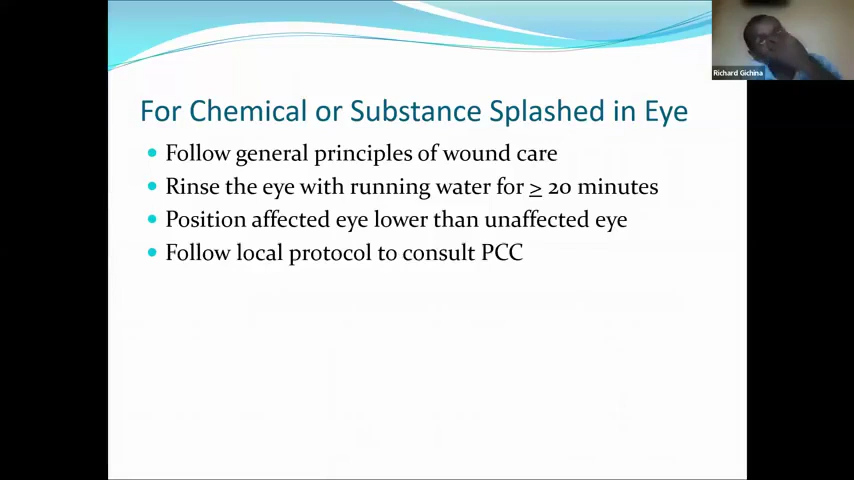 Richard Gichina
For Chemical or Substance Splashed in Eye
• Follow general principles of wound care
• Rinse the eye with running water for ≥ 20 minutes
• Position affected eye lower than unaffected eye
• Follow local protocol to consult PCC